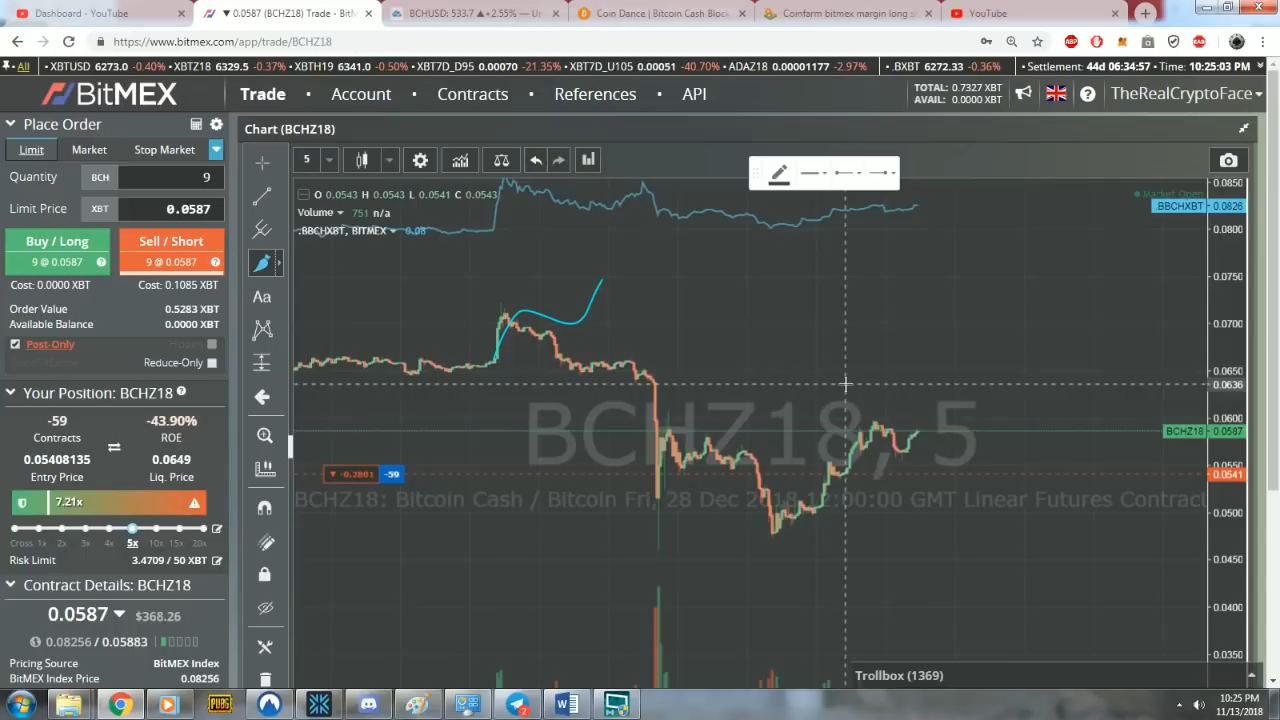 Dashboard - YouTube
▼ 0.0587 (BCHZ18) Trade - BitM
BCHUSD: 533.7 ▲+2.55% — U
Coin Dance | Bitcoin Cash Block
Coinfarm bitmex margin long s
YouTube
https://www.bitmex.com/app/trade/BCHZ18
All
XBTUSD 6273.0 -0.40%
XBTZ18 6329.5 -0.37%
XBTH19 6341.0 -0.50%
XBT7D_D95 0.00070 -21.35%
XBT7D_U105 0.00051 -40.70%
ADAZ18 0.00001177 -2.97%
.BXBT 6272.33 -0.36%
Settlement: 44d 06:34:57
Time: 10:25:03 PM
BitMEX
Trade
Account
Contracts
References
API
TOTAL: 0.7327 XBT
AVAIL: 0.0000 XBT
TheRealCryptoFace
Place Order
Limit Market Stop Market
Quantity BCH 9
Limit Price XBT 0.0587
Buy / Long
9 @ 0.0587
Sell / Short
9 @ 0.0587
Cost: 0.0000 XBT
Cost: 0.1085 XBT
Order Value 0.5283 XBT
Available Balance 0.0000 XBT
Post-Only Hidden
Reduce-Only
Your Position: BCHZ18
-59 -43.90%
Contracts ROE
0.05408135 0.0649
Entry Price Liq. Price
7.21x
Cross 1x 2x 3x 4x 5x 10x 15x 20x
Risk Limit 3.4709 / 50 XBT
Contract Details: BCHZ18
0.0587 $368.26
0.08256 / 0.05883
Pricing Source BitMEX Index
BitMEX Index Price 0.08256
Chart (BCHZ18)
5
O 0.0543 H 0.0543 L 0.0541 C 0.0543
Volume 751 n/a
.BBCHXBT, BITMEX 0.08
Market Open
0.0850
.BBCHXBT 0.0826
0.0800
0.0750
0.0700
0.0650
0.0636
0.0600
BCHZ18 0.0587
0.0550
0.0541
0.0500
0.0450
0.0400
0.0350
BCHZ18, 5
-0.2801 -59
BCHZ18: Bitcoin Cash / Bitcoin Fri, 28 Dec 2018 12:00:00 GMT Linear Futures Contract
Trollbox (1369)
PUBG
2
10:25 PM
11/13/2018